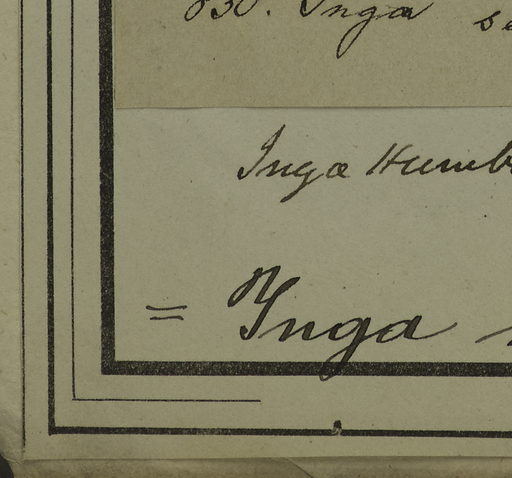 830. Inga
Inga Humb
= Inga